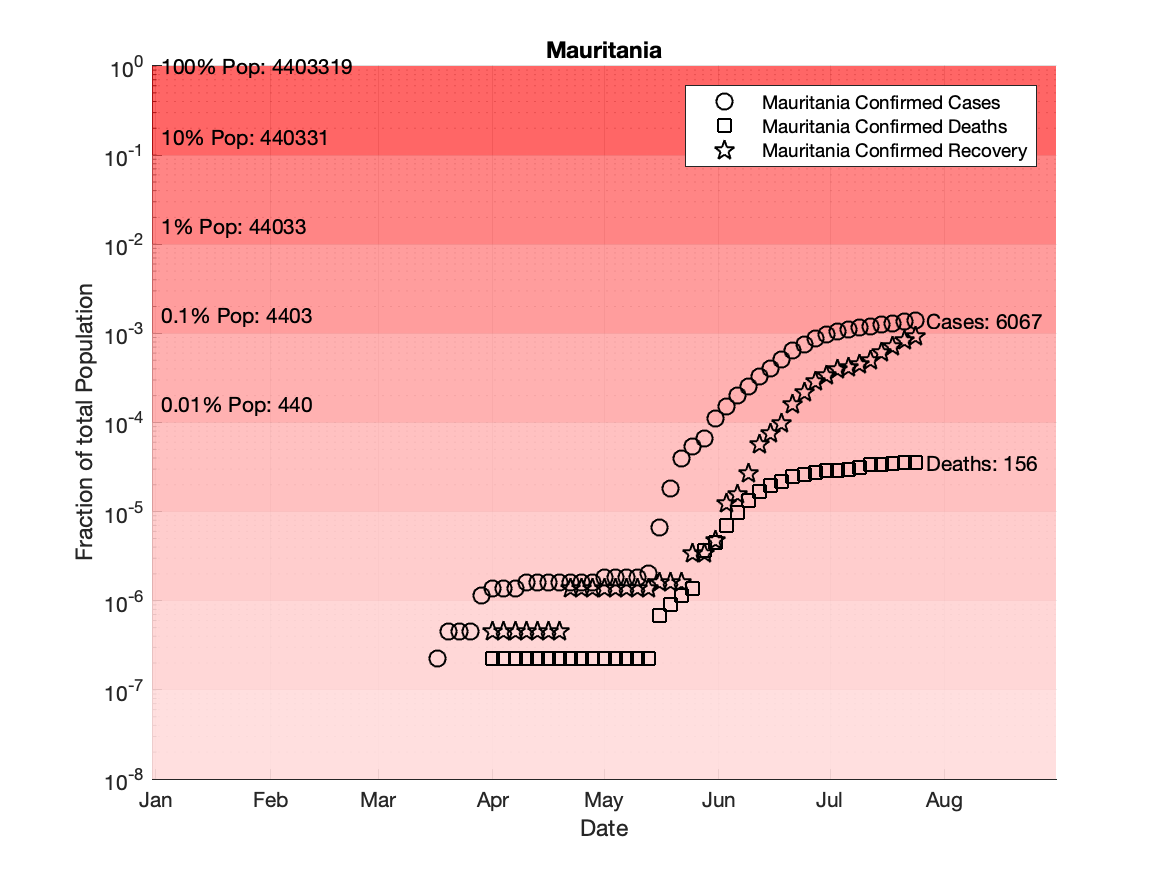 Mauritania
10^0
100% Pop: 4403319
Mauritania Confirmed Cases
Mauritania Confirmed Deaths
Mauritania Confirmed Recovery
10% Pop: 440331
10^-1
1% Pop: 44033
10^-2
0.1% Pop: 4403
Cases: 6067
10^-3
0.01% Pop: 440
10^-4
Deaths: 156
10^-5
10^-6
10^-7
10^-8
Fraction of total Population
Jan Feb Mar Apr May Jun Jul Aug
Date